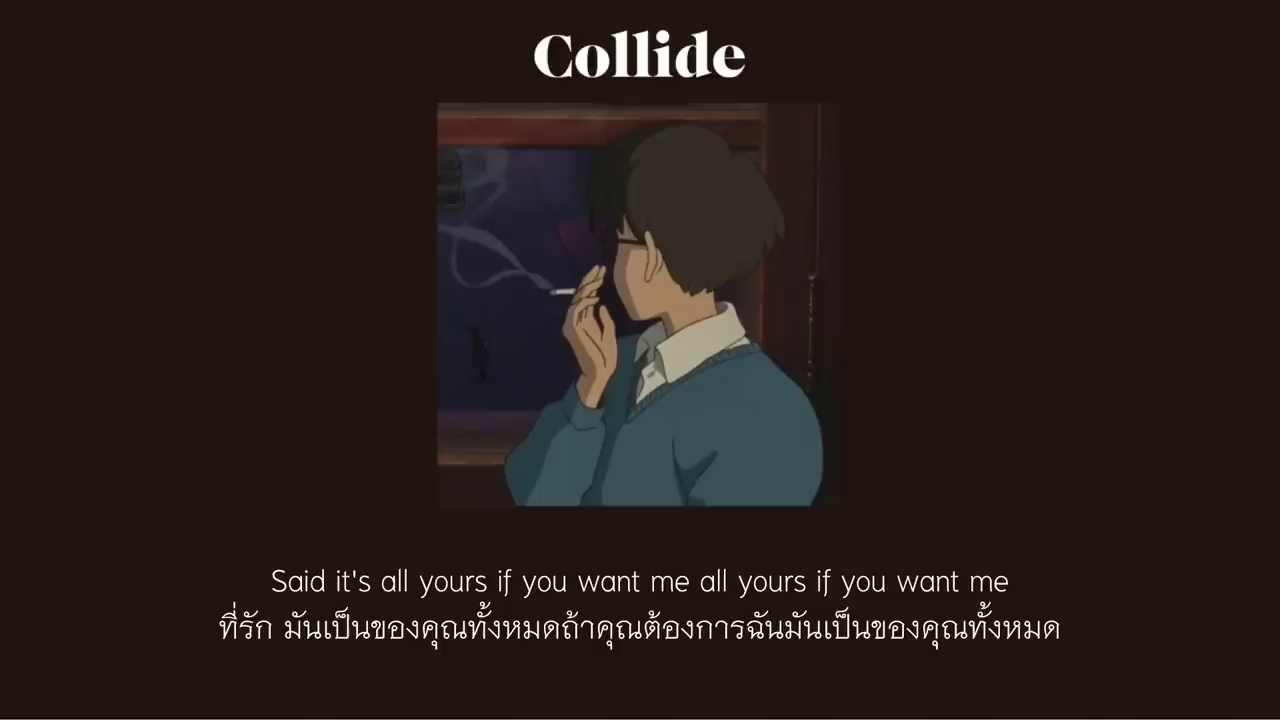 Collide
Said it's all yours if you want me all yours if you want me
ที่รัก มันเป็นของคุณทั้งหมดถ้าคุณต้องการฉันมันเป็นของคุณทั้งหมด